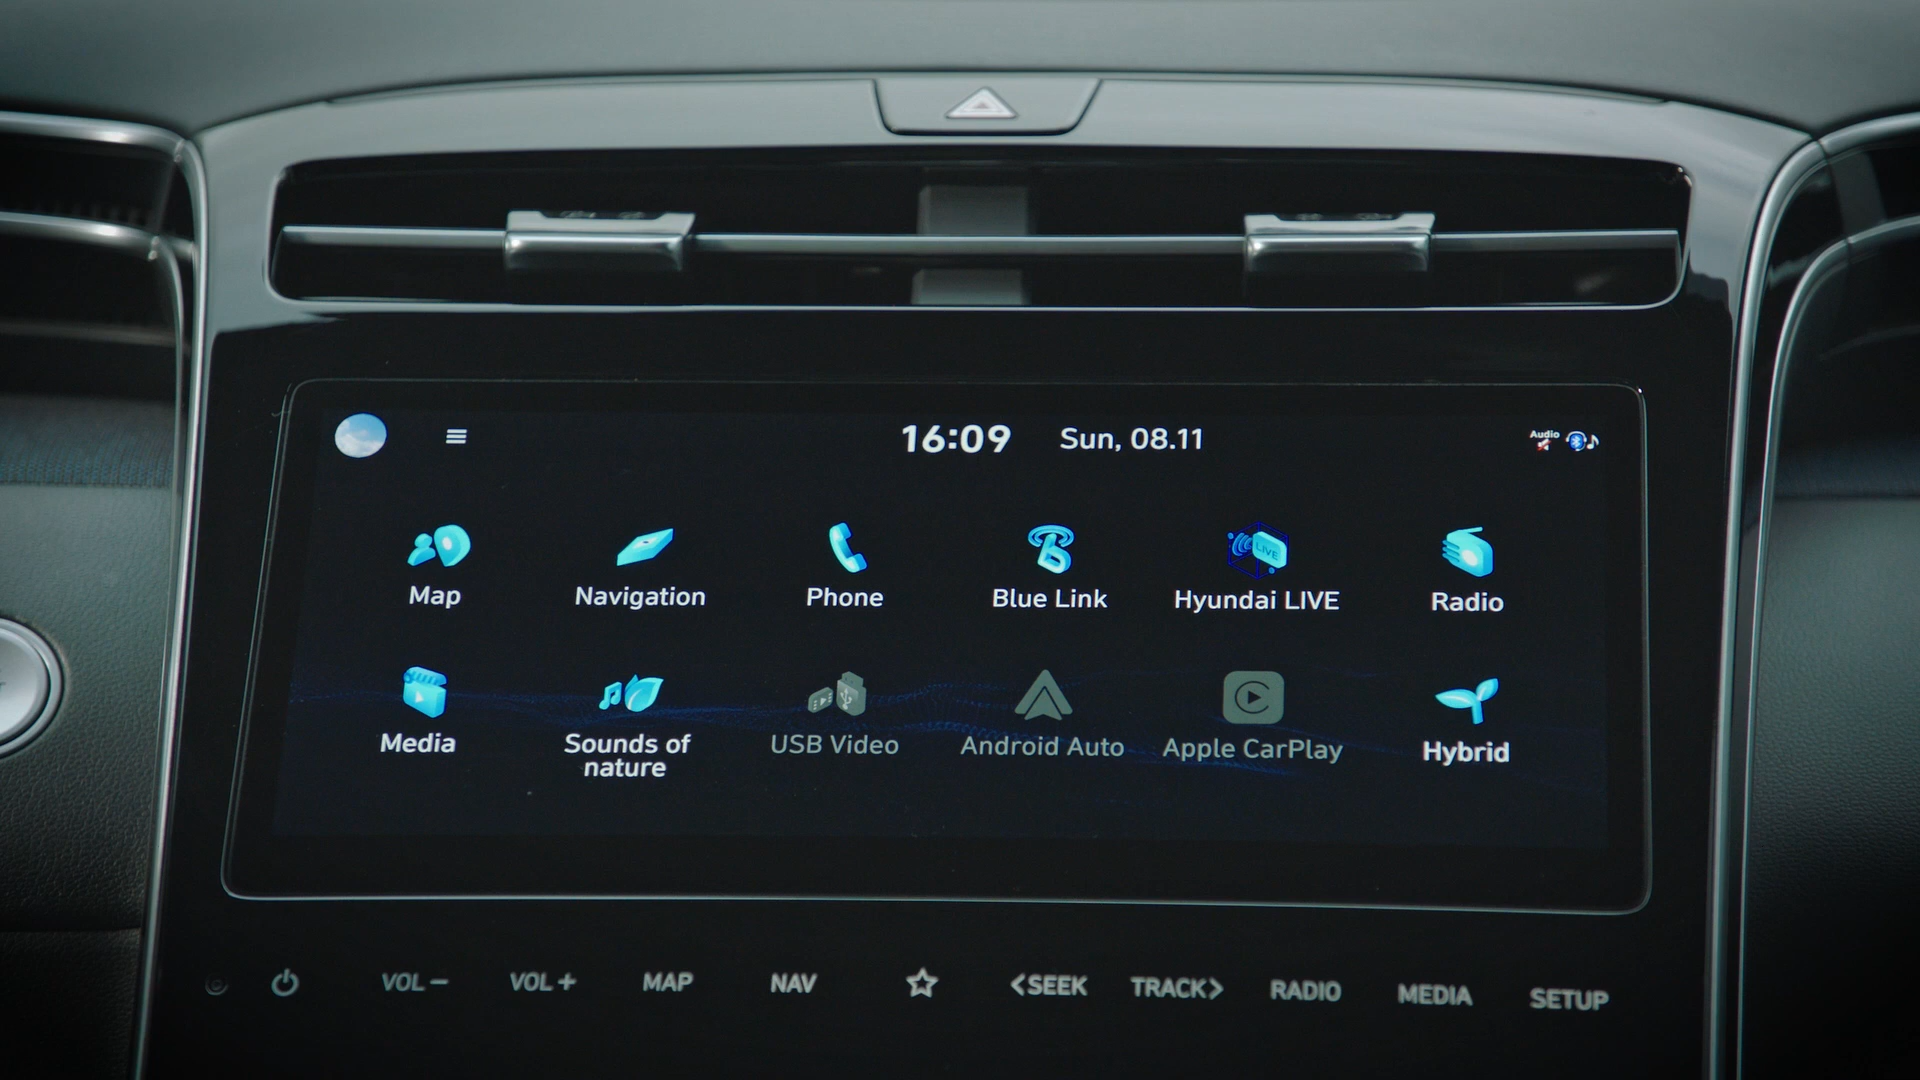 16:09 Sun, 08.11 Audio
Map Navigation Phone Blue Link LIVE Hyundai LIVE Radio
Media Sounds of nature USB Video Android Auto Apple CarPlay Hybrid
VOL− VOL+ MAP NAV <SEEK TRACK> RADIO MEDIA SETUP